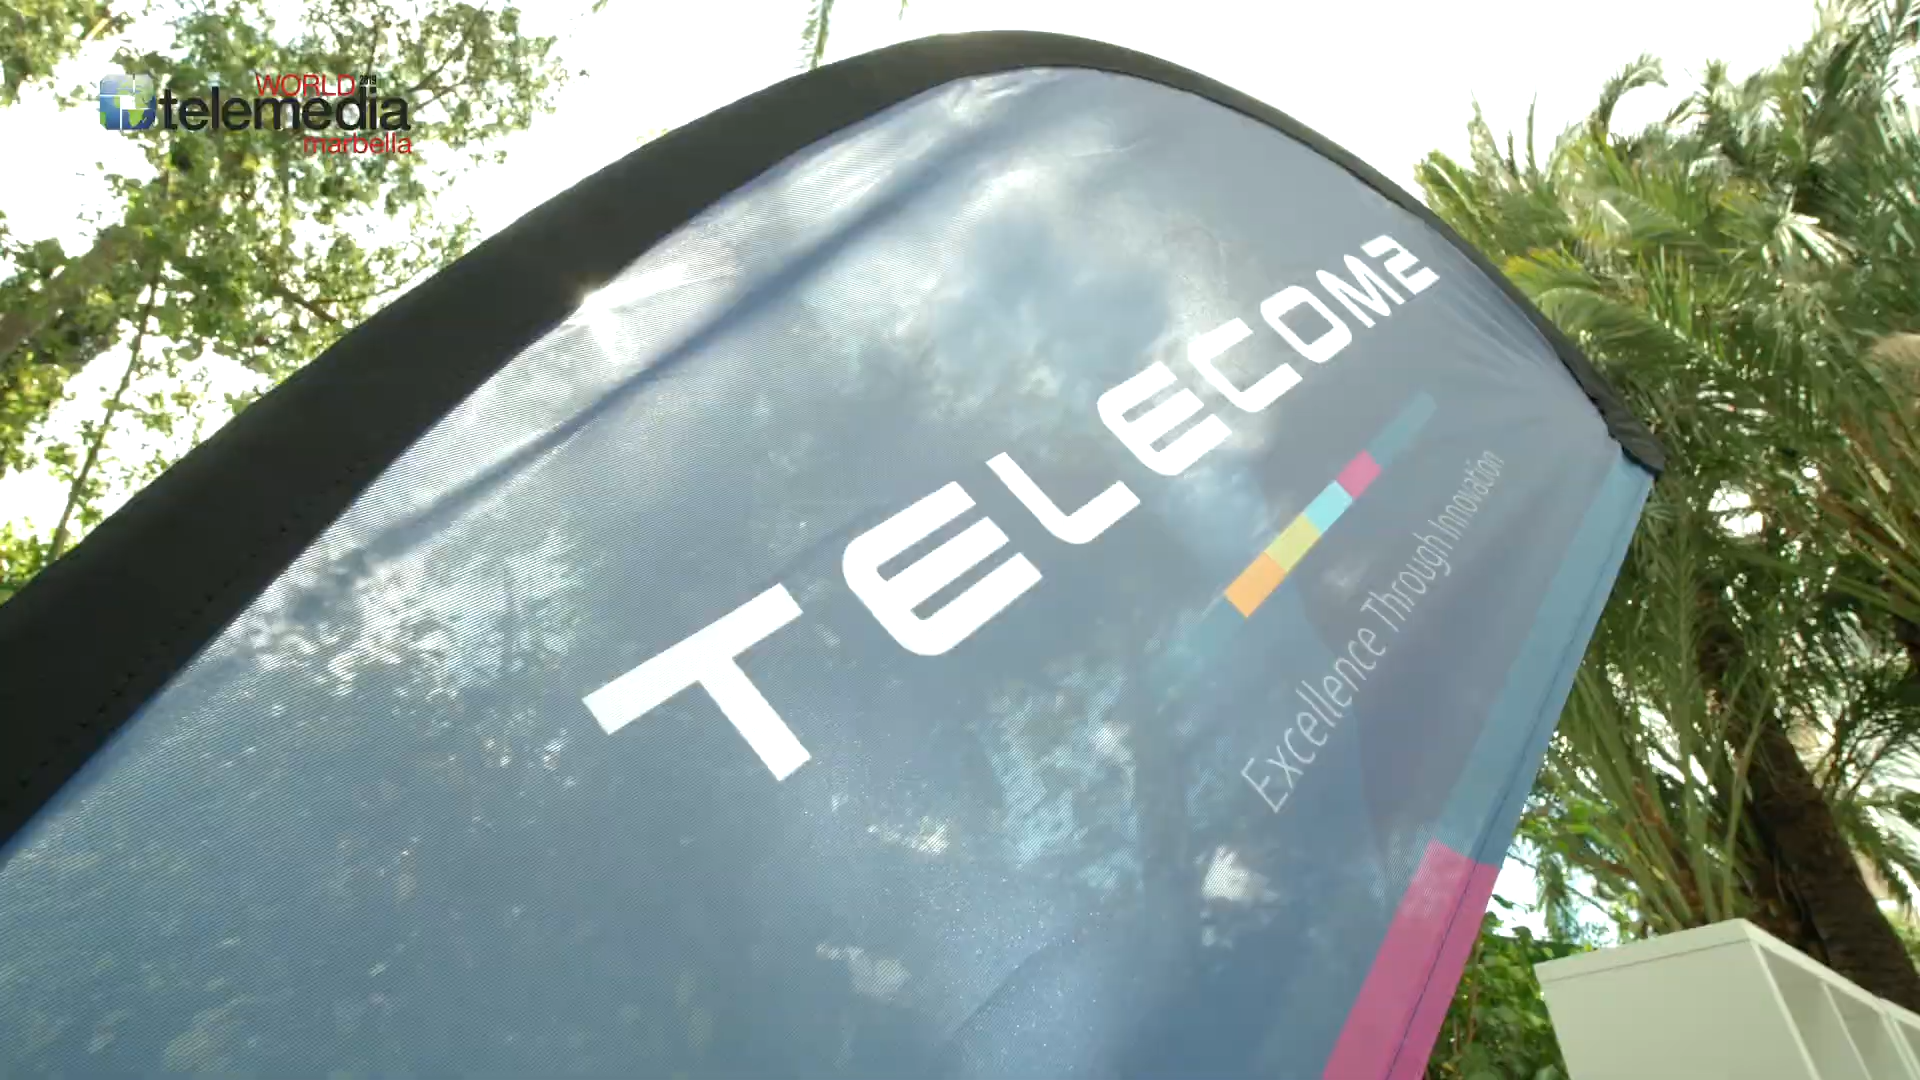 WORLD 2019
telemedia
marbella
TELECOM2
Excellence Through Innovation